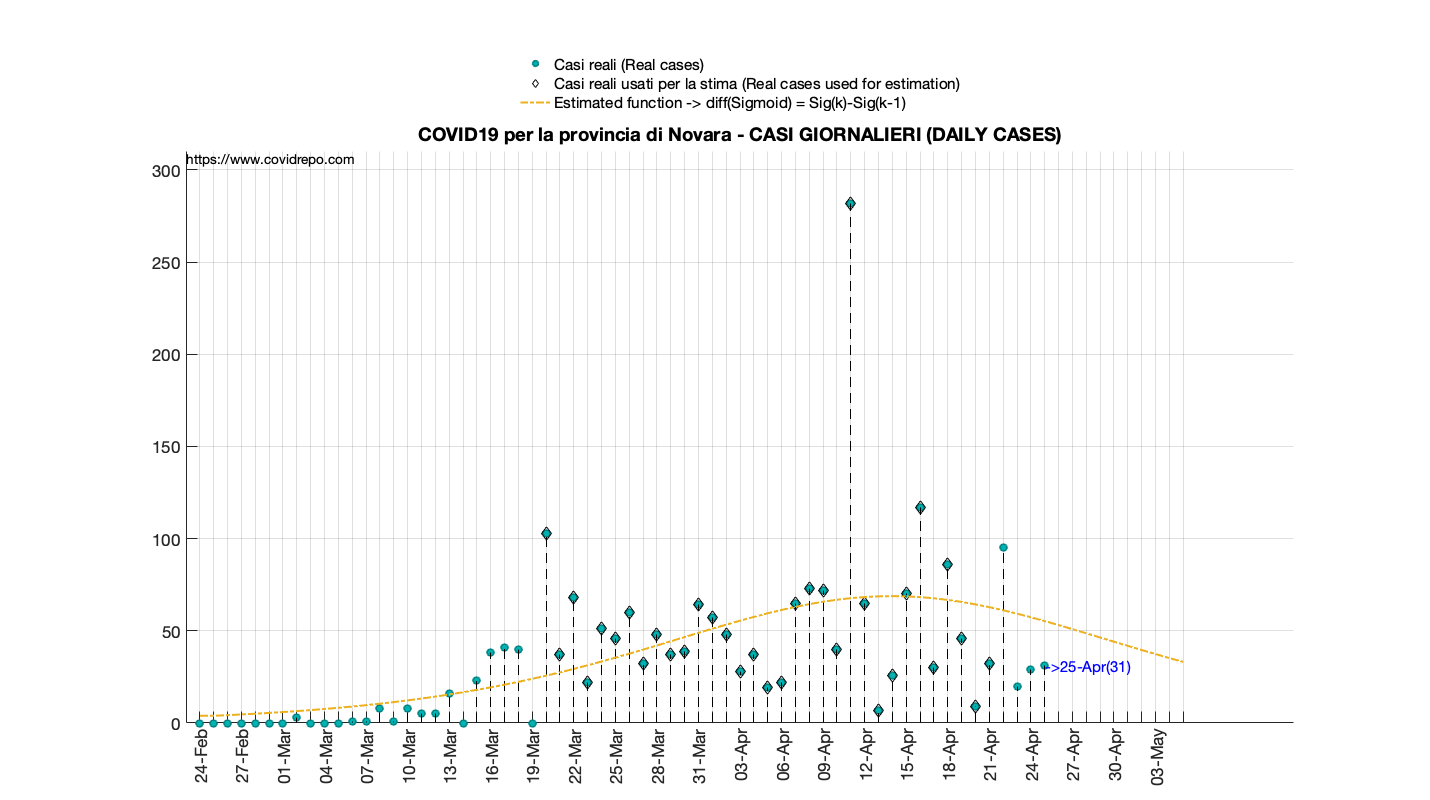 Casi reali (Real cases)
Casi reali usati per la stima (Real cases used for estimation)
Estimated function -> diff(Sigmoid) = Sig(k)-Sig(k-1)
COVID19 per la provincia di Novara - CASI GIORNALIERI (DAILY CASES)
https://www.covidrepo.com
300
250
200
150
100
50
0
->25-Apr(31)
24-Feb
27-Feb
01-Mar
04-Mar
07-Mar
10-Mar
13-Mar
16-Mar
19-Mar
22-Mar
25-Mar
28-Mar
31-Mar
03-Apr
06-Apr
09-Apr
12-Apr
15-Apr
18-Apr
21-Apr
24-Apr
27-Apr
30-Apr
03-May